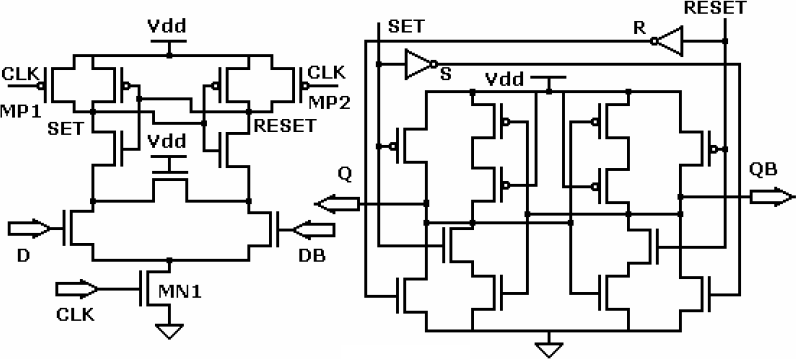 Vdd
CLK
CLK
MP1
MP2
SET
RESET
Vdd
D
DB
CLK
MN1
SET
R
RESET
S
Vdd
Q
QB